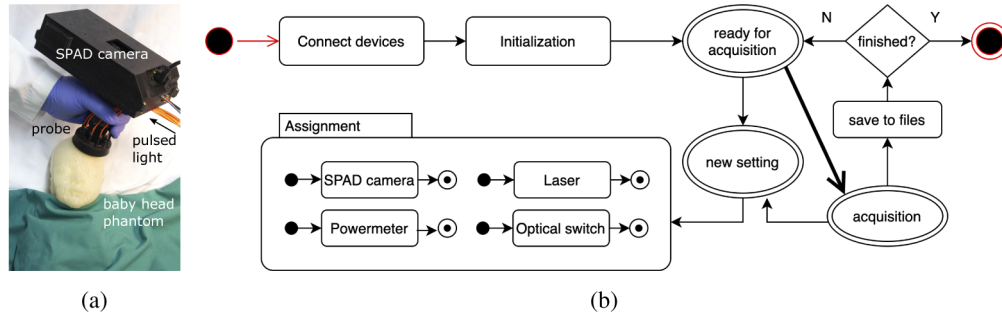 SPAD camera
probe
pulsed
light
baby head
phantom
(a)
Connect devices
Initialization
ready for
acquisition
N
finished?
Y
save to files
Assignment
new setting
SPAD camera
Laser
Powermeter
Optical switch
acquisition
(b)